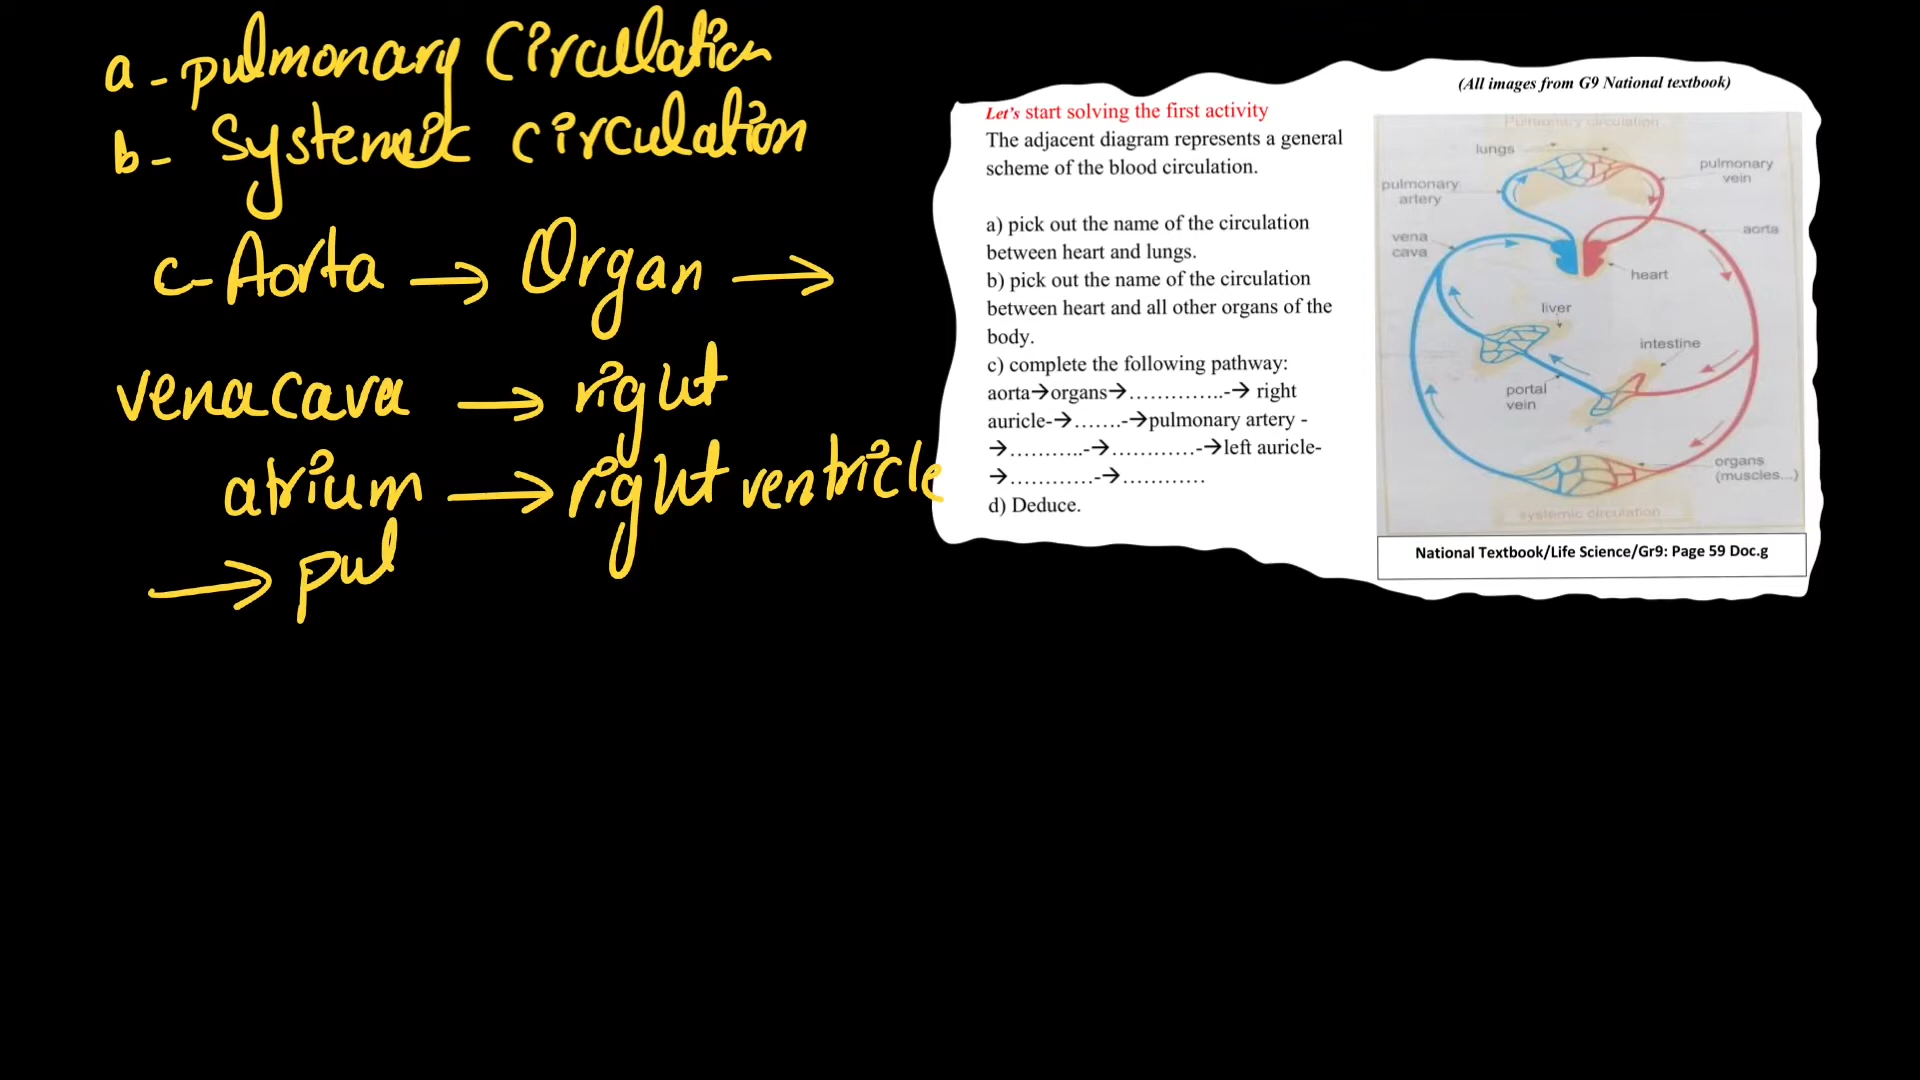 a - pulmonary Circulation
b - Systemic circulation
c - Aorta → Organ →
vena cava → right
atrium → right ventricle
→ pul
(All images from G9 National textbook)
Let's start solving the first activity
The adjacent diagram represents a general
scheme of the blood circulation.
a) pick out the name of the circulation
between heart and lungs.
b) pick out the name of the circulation
between heart and all other organs of the
body.
c) complete the following pathway:
aorta→organs→…………..-→ right
auricle-→…….-→pulmonary artery -
→………..-→…………-→left auricle-
→…………-→…………
d) Deduce.
Pulmonary circulation
lungs
pulmonary
vein
pulmonary
artery
aorta
vena
cava
heart
liver
intestine
portal
vein
organs
(muscles...)
systemic circulation
National Textbook/Life Science/Gr9: Page 59 Doc.g